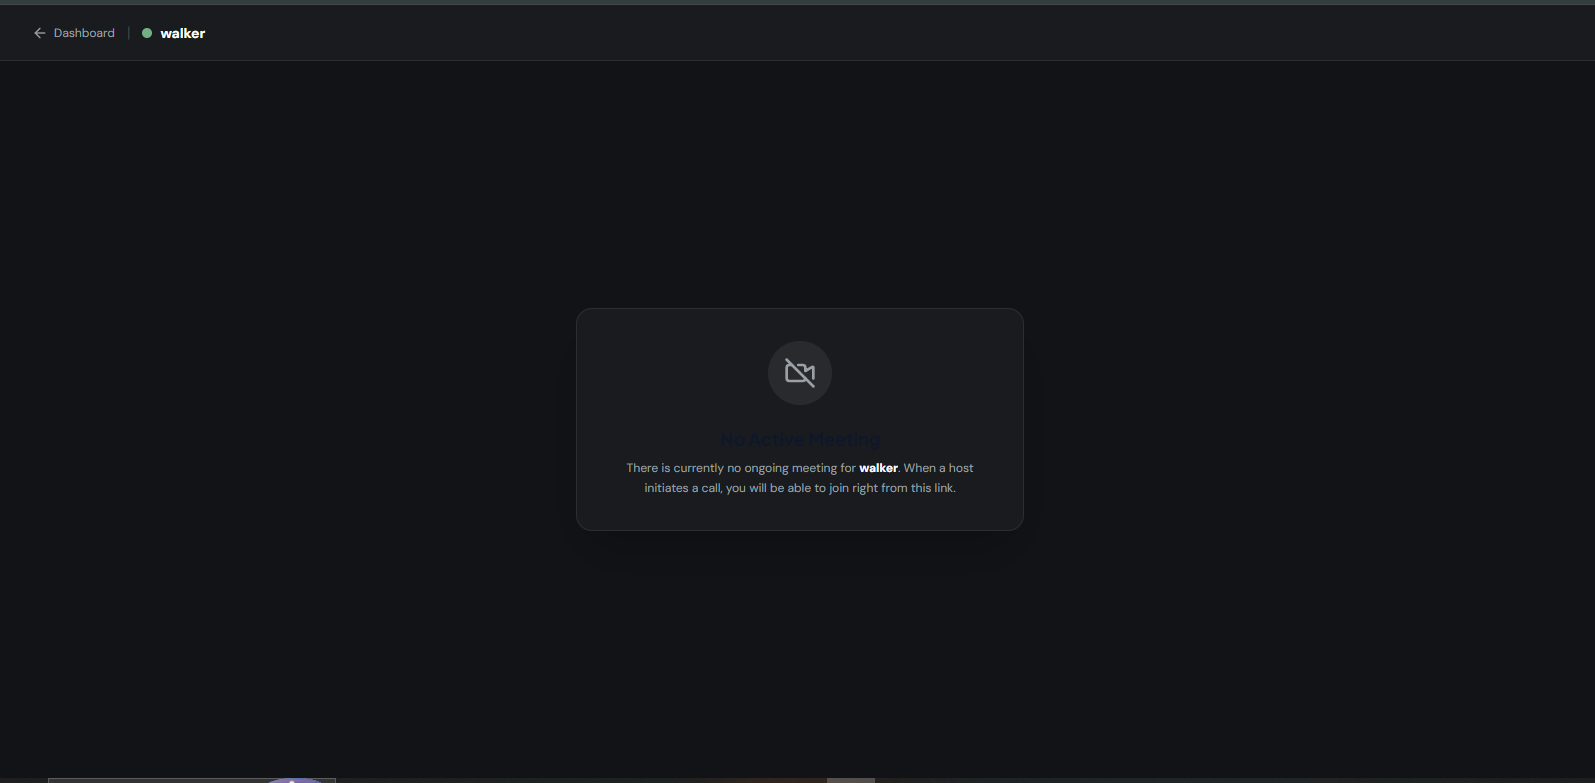 Dashboard | walker
No Active Meeting
There is currently no ongoing meeting for walker. When a host
initiates a call, you will be able to join right from this link.